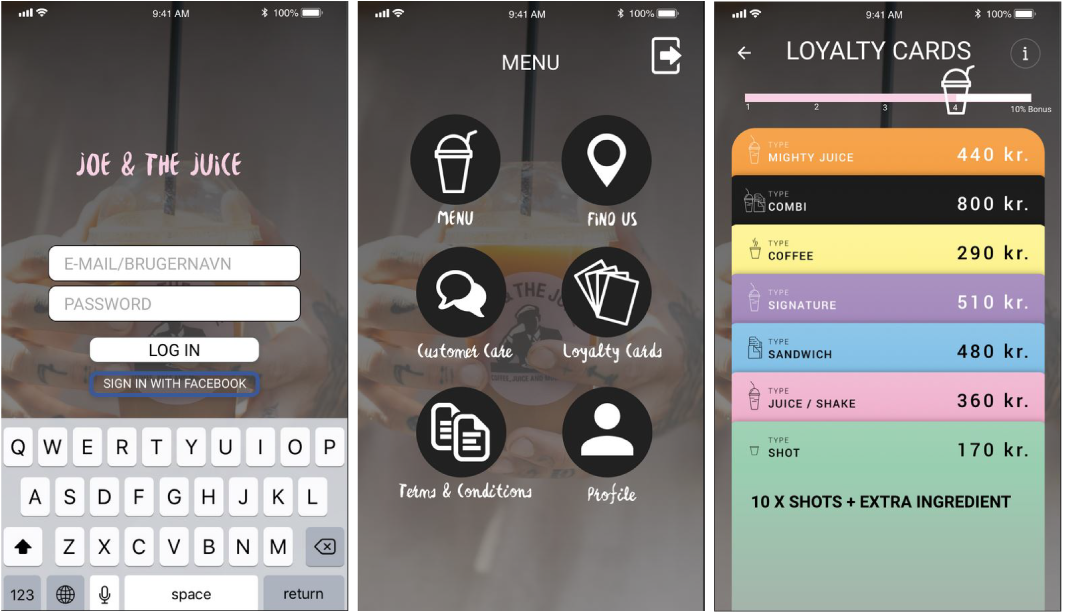 9:41 AM
100%
JOE & THE JUICE
E-MAIL/BRUGERNAVN
PASSWORD
LOG IN
SIGN IN WITH FACEBOOK
Q W E R T Y U I O P
A S D F G H J K L
Z X C V B N M
123 space return
9:41 AM
100%
MENU
MENU
FIND US
THE JU
Customer Care
Loyalty Cards
Terms & Conditions
Profile
9:41 AM
100%
LOYALTY CARDS
i
1 2 3 4 10% Bonus
TYPE
MIGHTY JUICE 440 kr.
TYPE
COMBI 800 kr.
TYPE
COFFEE 290 kr.
TYPE
SIGNATURE 510 kr.
TYPE
SANDWICH 480 kr.
TYPE
JUICE / SHAKE 360 kr.
TYPE
SHOT 170 kr.
10 X SHOTS + EXTRA INGREDIENT